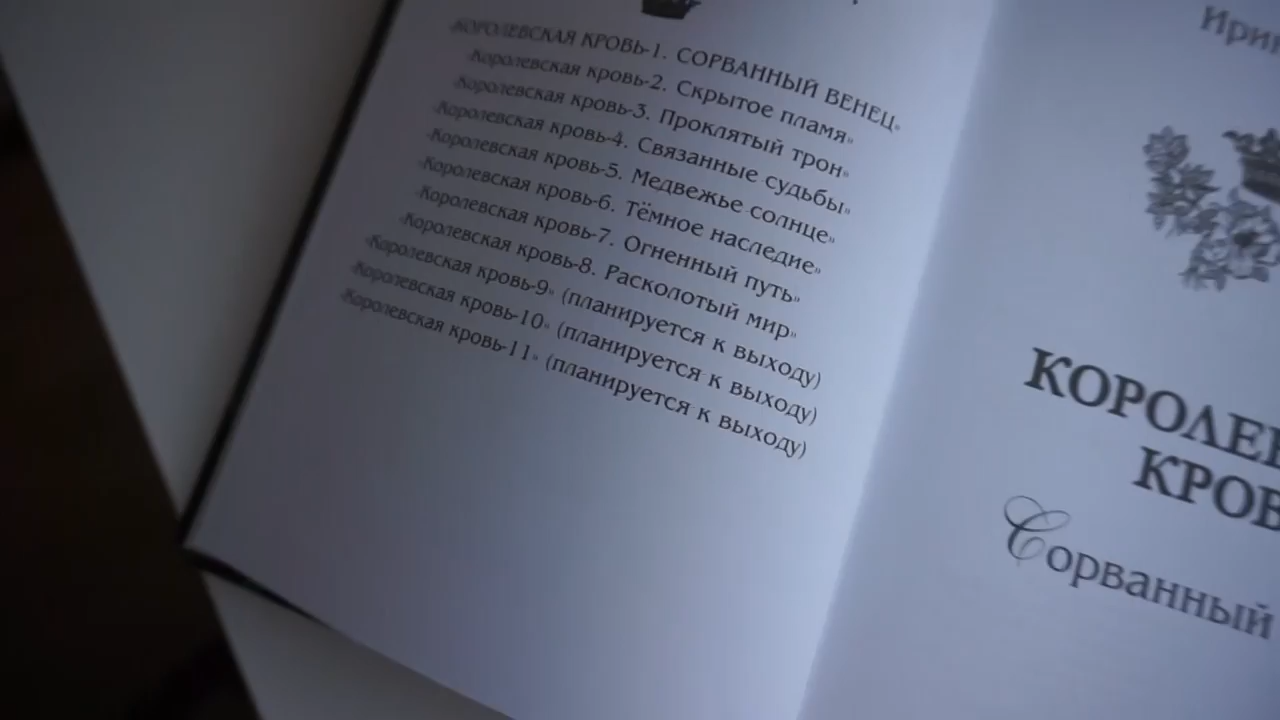 «КОРОЛЕВСКАЯ КРОВЬ-1. СОРВАННЫЙ ВЕНЕЦ»
«Королевская кровь-2. Скрытое пламя»
«Королевская кровь-3. Проклятый трон»
«Королевская кровь-4. Связанные судьбы»
«Королевская кровь-5. Медвежье солнце»
«Королевская кровь-6. Тёмное наследие»
«Королевская кровь-7. Огненный путь»
«Королевская кровь-8. Расколотый мир»
«Королевская кровь-9» (планируется к выходу)
«Королевская кровь-10» (планируется к выходу)
«Королевская кровь-11» (планируется к выходу)
КОРОЛЕВ
КРОВ
Сорванный